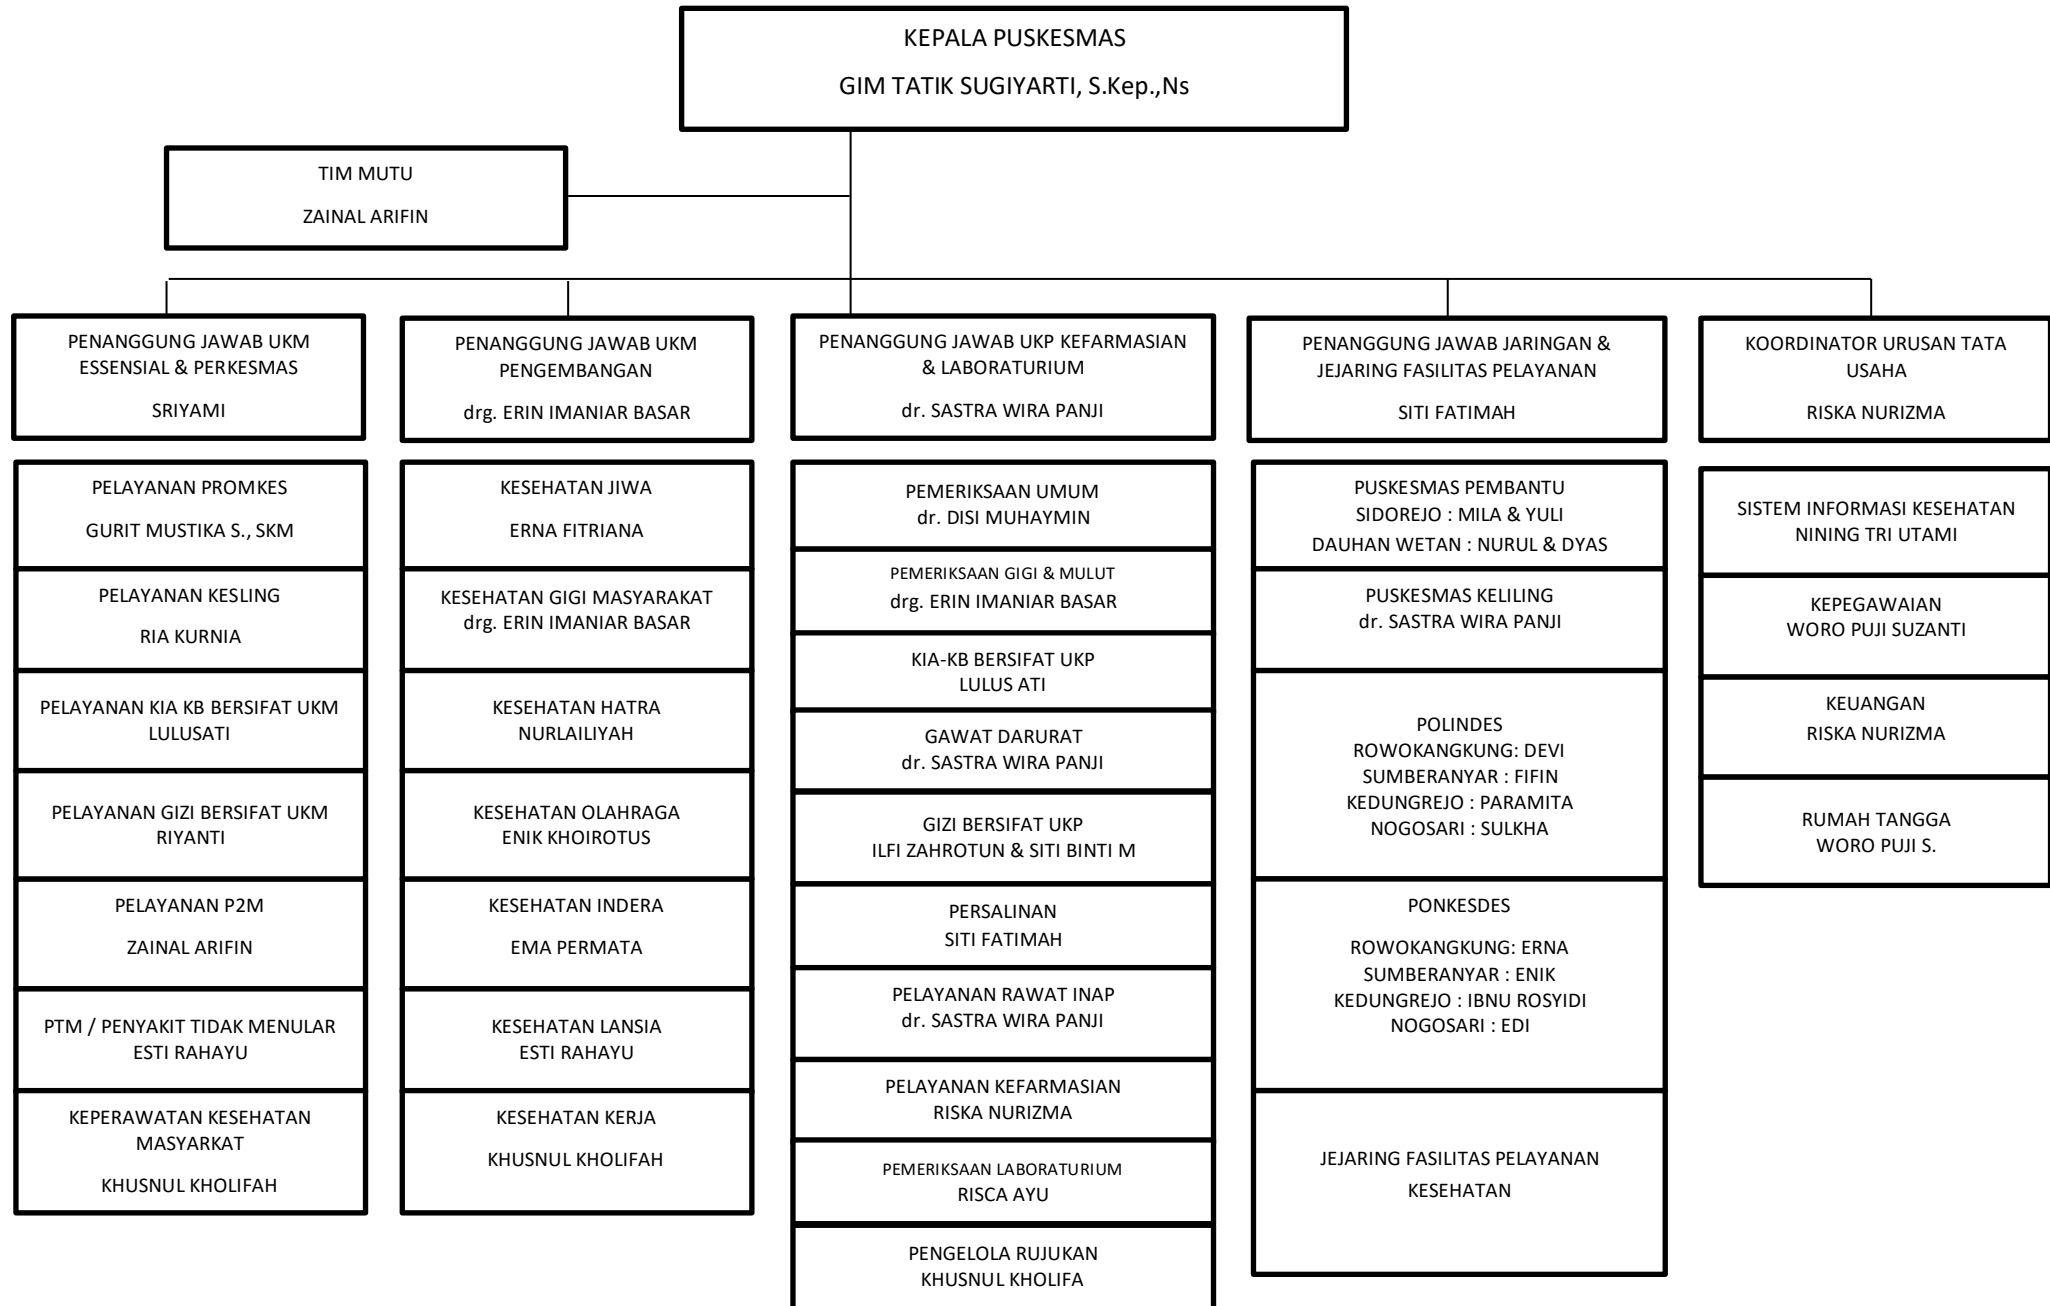 KEPALA PUSKESMAS
GIM TATIK SUGIYARTI, S.Kep.,Ns
TIM MUTU
ZAINAL ARIFIN
PENANGGUNG JAWAB UKM
ESSENSIAL & PERKESMAS
SRIYAMI
PELAYANAN PROMKES
GURIT MUSTIKA S., SKM
PELAYANAN KESLING
RIA KURNIA
PELAYANAN KIA KB BERSIFAT UKM
LULUSATI
PELAYANAN GIZI BERSIFAT UKM
RIYANTI
PELAYANAN P2M
ZAINAL ARIFIN
PTM / PENYAKIT TIDAK MENULAR
ESTI RAHAYU
KEPERAWATAN KESEHATAN
MASYARKAT
KHUSNUL KHOLIFAH
PENANGGUNG JAWAB UKM
PENGEMBANGAN
drg. ERIN IMANIAR BASAR
KESEHATAN JIWA
ERNA FITRIANA
KESEHATAN GIGI MASYARAKAT
drg. ERIN IMANIAR BASAR
KESEHATAN HATRA
NURLAILIYAH
KESEHATAN OLAHRAGA
ENIK KHOIROTUS
KESEHATAN INDERA
EMA PERMATA
KESEHATAN LANSIA
ESTI RAHAYU
KESEHATAN KERJA
KHUSNUL KHOLIFAH
PENANGGUNG JAWAB UKP KEFARMASIAN
& LABORATURIUM
dr. SASTRA WIRA PANJI
PEMERIKSAAN UMUM
dr. DISI MUHAYMIN
PEMERIKSAAN GIGI & MULUT
drg. ERIN IMANIAR BASAR
KIA-KB BERSIFAT UKP
LULUS ATI
GAWAT DARURAT
dr. SASTRA WIRA PANJI
GIZI BERSIFAT UKP
ILFI ZAHROTUN & SITI BINTI M
PERSALINAN
SITI FATIMAH
PELAYANAN RAWAT INAP
dr. SASTRA WIRA PANJI
PELAYANAN KEFARMASIAN
RISKA NURIZMA
PEMERIKSAAN LABORATURIUM
RISCA AYU
PENGELOLA RUJUKAN
KHUSNUL KHOLIFA
PENANGGUNG JAWAB JARINGAN &
JEJARING FASILITAS PELAYANAN
SITI FATIMAH
PUSKESMAS PEMBANTU
SIDOREJO : MILA & YULI
DAUHAN WETAN : NURUL & DYAS
PUSKESMAS KELILING
dr. SASTRA WIRA PANJI
POLINDES
ROWOKANGKUNG: DEVI
SUMBERANYAR : FIFIN
KEDUNGREJO : PARAMITA
NOGOSARI : SULKHA
PONKESDES
ROWOKANGKUNG: ERNA
SUMBERANYAR : ENIK
KEDUNGREJO : IBNU ROSYIDI
NOGOSARI : EDI
JEJARING FASILITAS PELAYANAN
KESEHATAN
KOORDINATOR URUSAN TATA
USAHA
RISKA NURIZMA
SISTEM INFORMASI KESEHATAN
NINING TRI UTAMI
KEPEGAWAIAN
WORO PUJI SUZANTI
KEUANGAN
RISKA NURIZMA
RUMAH TANGGA
WORO PUJI S.